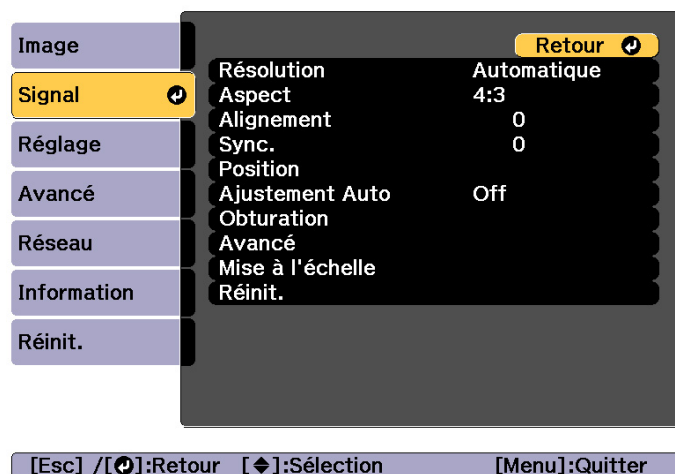 Image
Signal
Réglage
Avancé
Réseau
Information
Réinit.
Retour
Résolution Automatique
Aspect 4:3
Alignement 0
Sync. 0
Position
Ajustement Auto Off
Obturation
Avancé
Mise à l'échelle
Réinit.
[Esc] /[ ]:Retour [ ]:Sélection [Menu]:Quitter